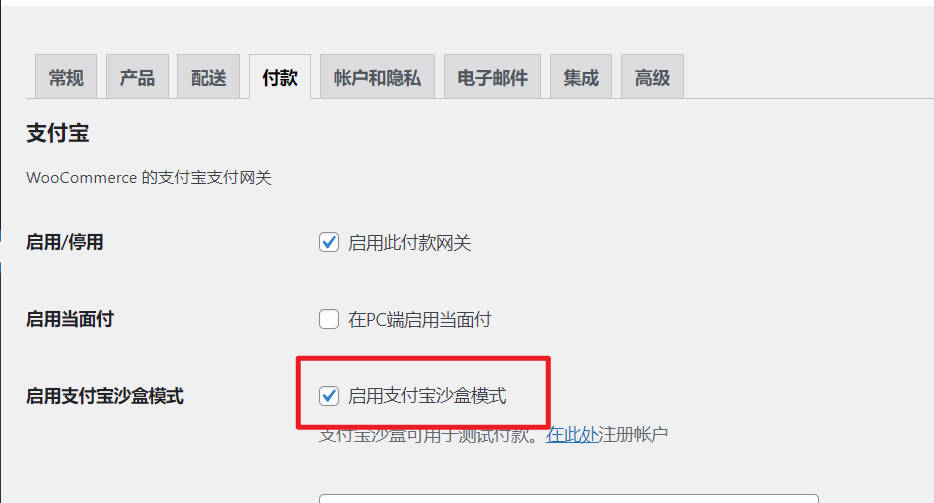 常规 产品 配送 付款 帐户和隐私 电子邮件 集成 高级
支付宝
WooCommerce 的支付宝支付网关
启用/停用 启用此付款网关
启用当面付 在PC端启用当面付
启用支付宝沙盒模式 启用支付宝沙盒模式
支付宝沙盒可用于测试付款。在此处注册帐户